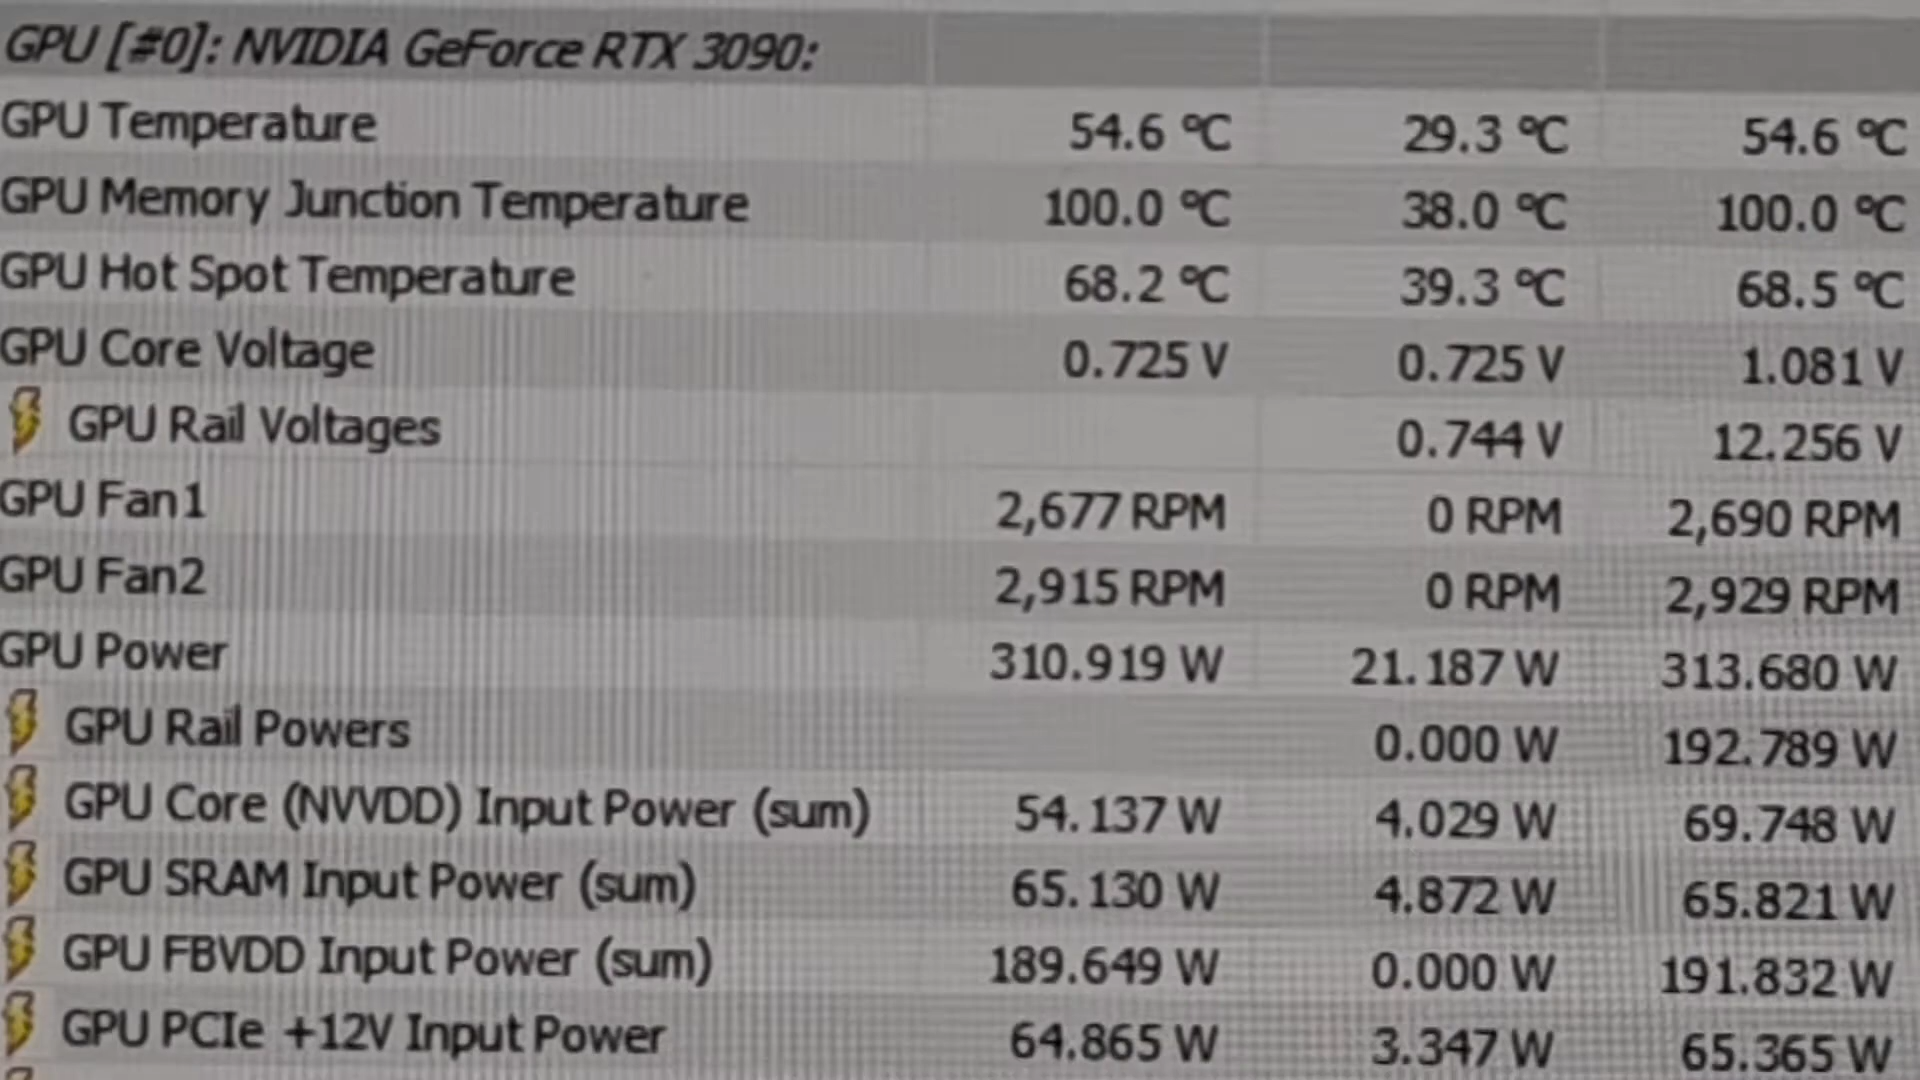 GPU [#0]: NVIDIA GeForce RTX 3090:
GPU Temperature 54.6 °C 29.3 °C 54.6 °C
GPU Memory Junction Temperature 100.0 °C 38.0 °C 100.0 °C
GPU Hot Spot Temperature 68.2 °C 39.3 °C 68.5 °C
GPU Core Voltage 0.725 V 0.725 V 1.081 V
GPU Rail Voltages 0.744 V 12.256 V
GPU Fan1 2,677 RPM 0 RPM 2,690 RPM
GPU Fan2 2,915 RPM 0 RPM 2,929 RPM
GPU Power 310.919 W 21.187 W 313.680 W
GPU Rail Powers 0.000 W 192.789 W
GPU Core (NVVDD) Input Power (sum) 54.137 W 4.029 W 69.748 W
GPU SRAM Input Power (sum) 65.130 W 4.872 W 65.821 W
GPU FBVDD Input Power (sum) 189.649 W 0.000 W 191.832 W
GPU PCIe +12V Input Power 64.865 W 3.347 W 65.365 W